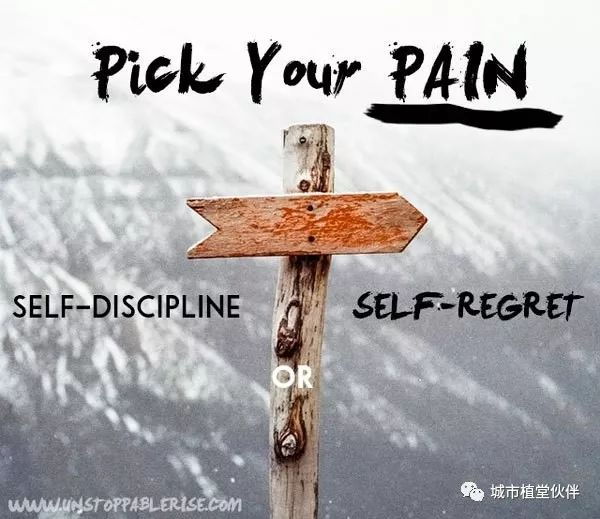 Pick Your PAIN
SELF-DISCIPLINE
SELF-REGRET
OR
WWW.UNSTOPPABLERISE.COM
城市植堂伙伴